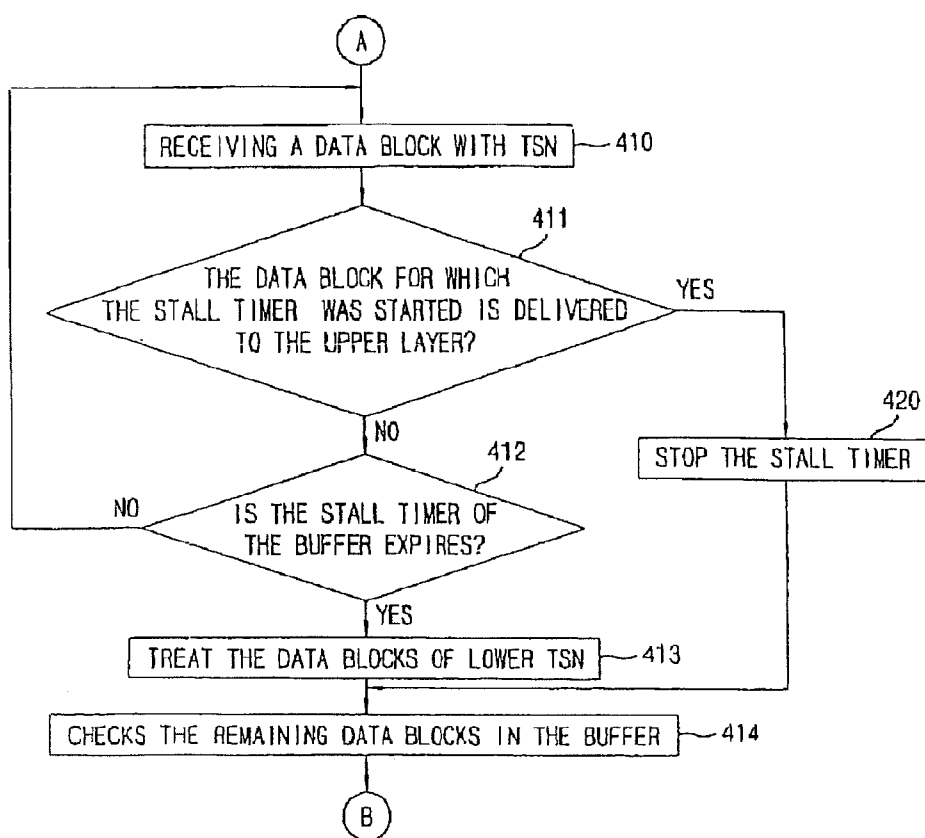 A
RECEIVING A DATA BLOCK WITH TSN
410
411
THE DATA BLOCK FOR WHICH
THE STALL TIMER WAS STARTED IS DELIVERED
TO THE UPPER LAYER?
YES
NO
420
STOP THE STALL TIMER
412
NO
IS THE STALL TIMER OF
THE BUFFER EXPIRES?
YES
TREAT THE DATA BLOCKS OF LOWER TSN
413
CHECKS THE REMAINING DATA BLOCKS IN THE BUFFER
414
B